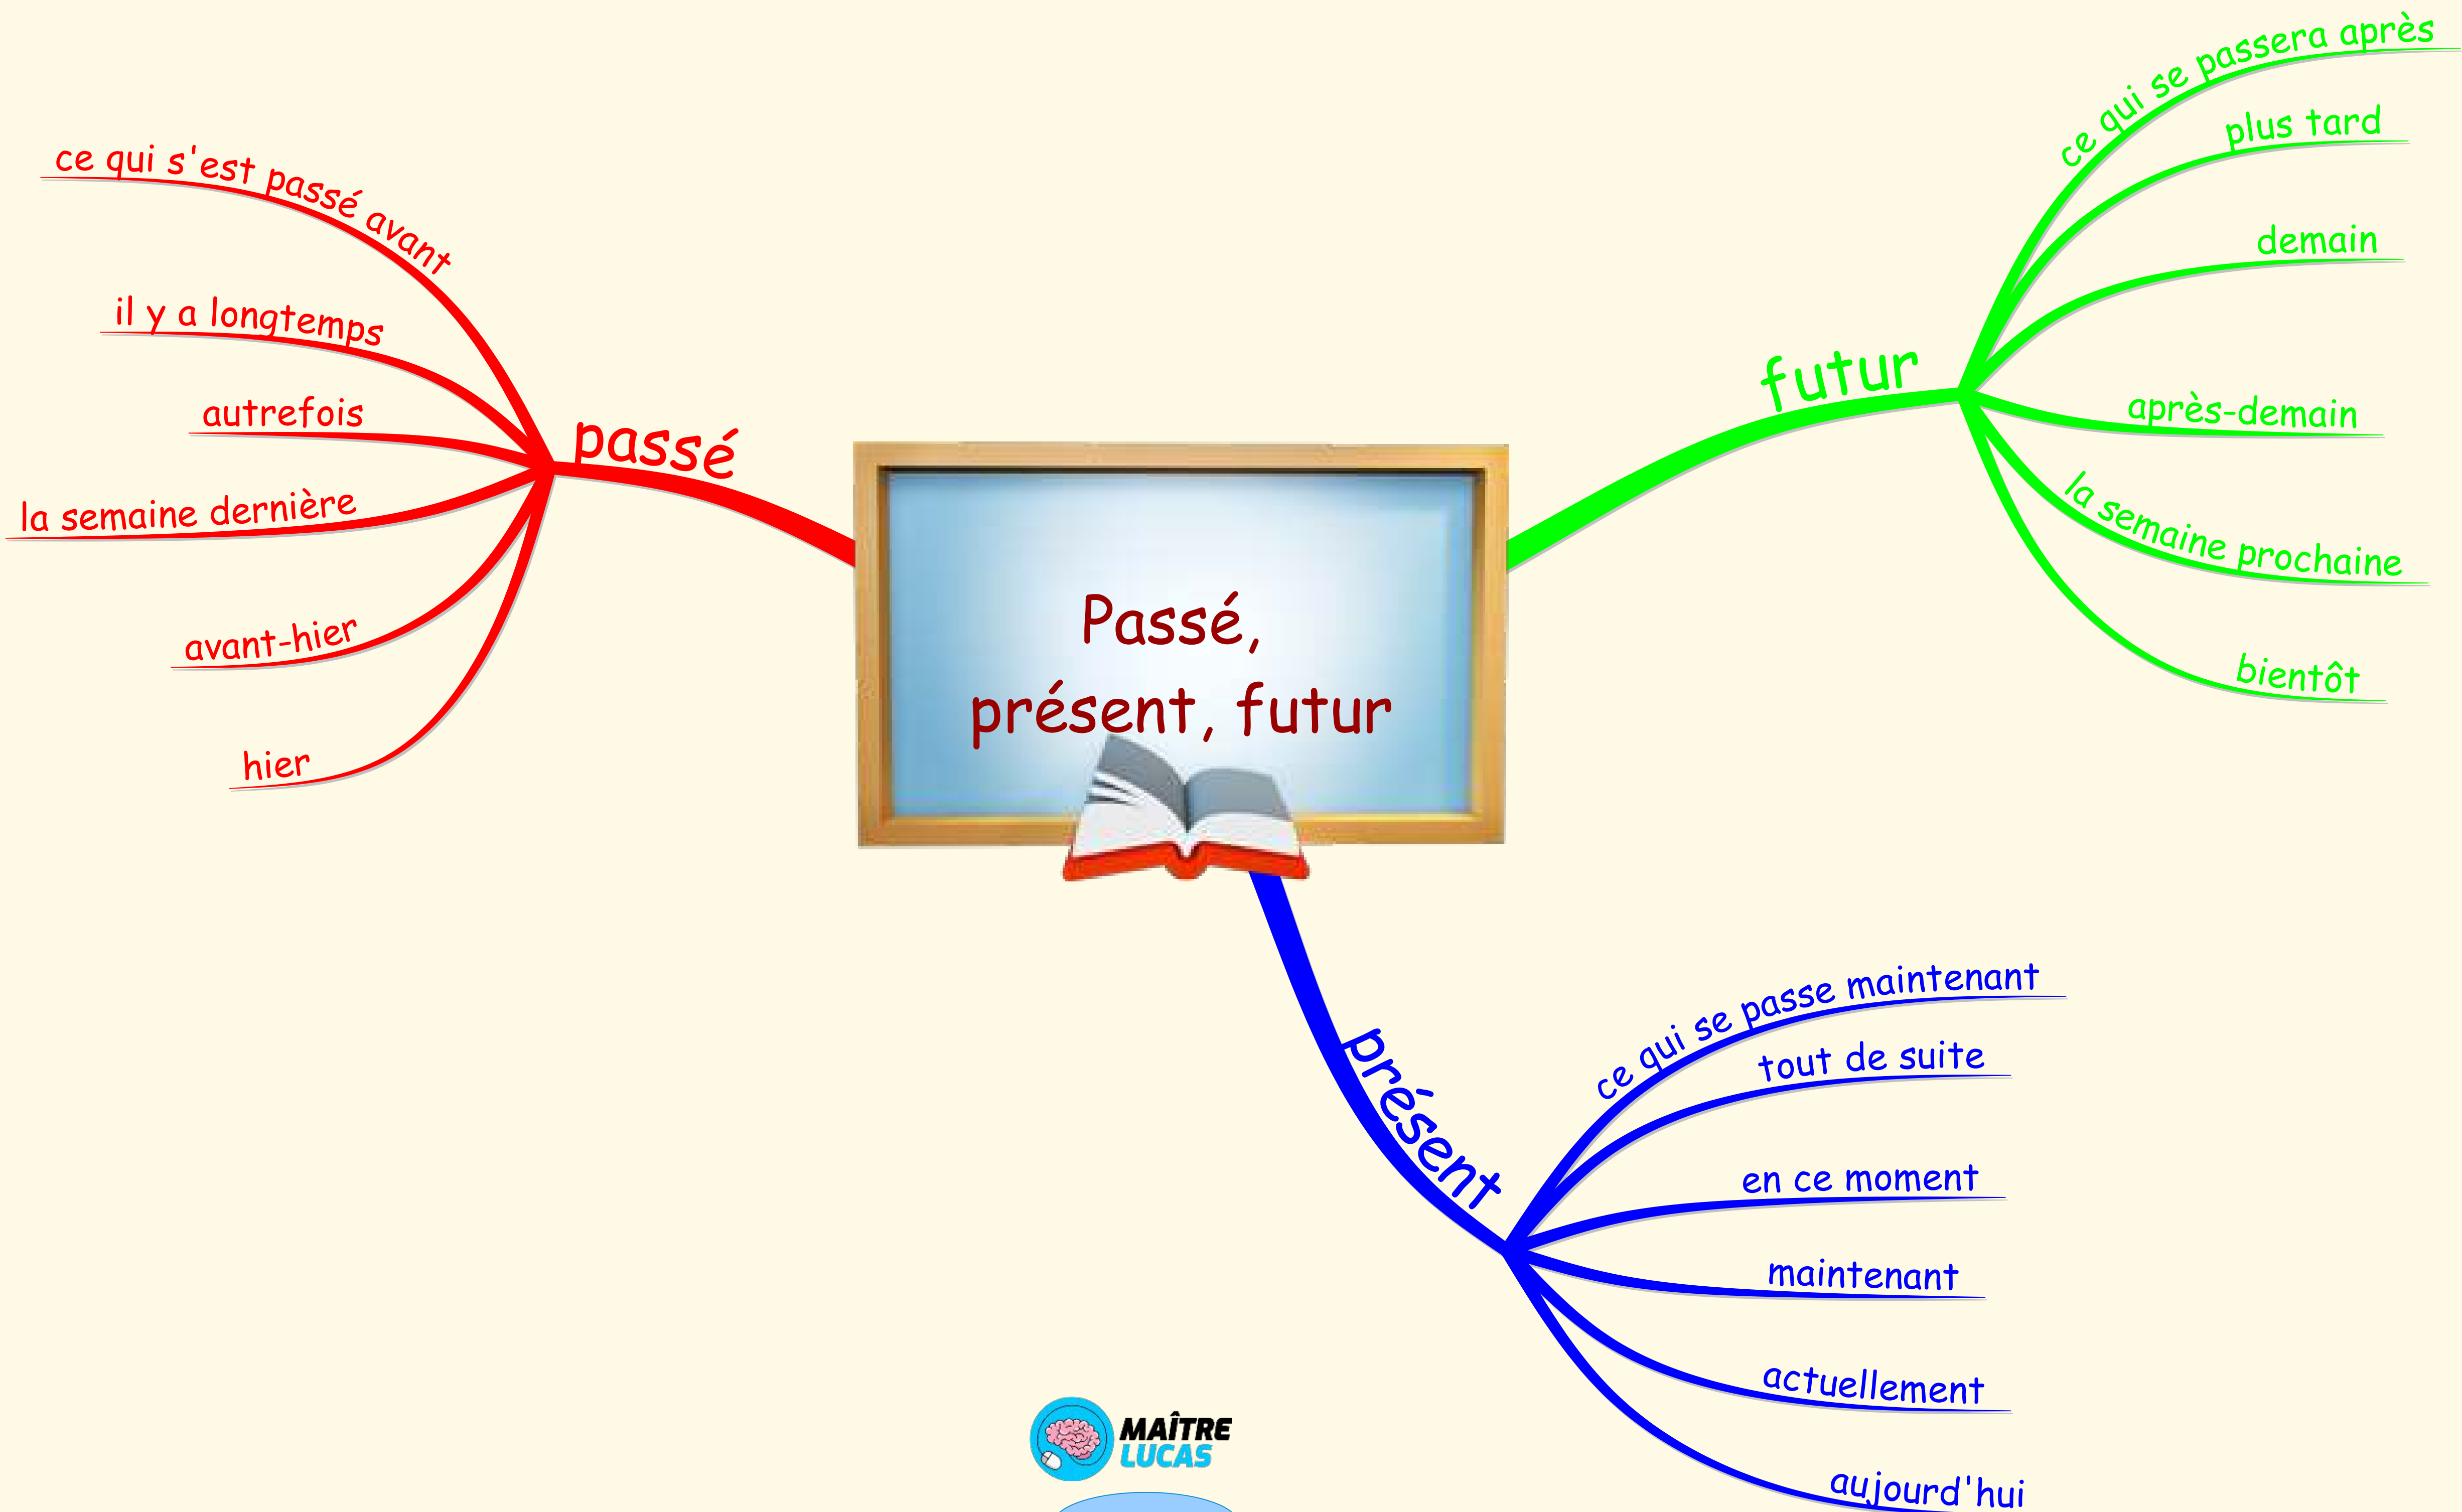 Passé,
présent, futur
passé
ce qui s'est passé avant
il y a longtemps
autrefois
la semaine dernière
avant-hier
hier
futur
ce qui se passera après
plus tard
demain
après-demain
la semaine prochaine
bientôt
présent
ce qui se passe maintenant
tout de suite
en ce moment
maintenant
actuellement
aujourd'hui
MAÎTRE
LUCAS